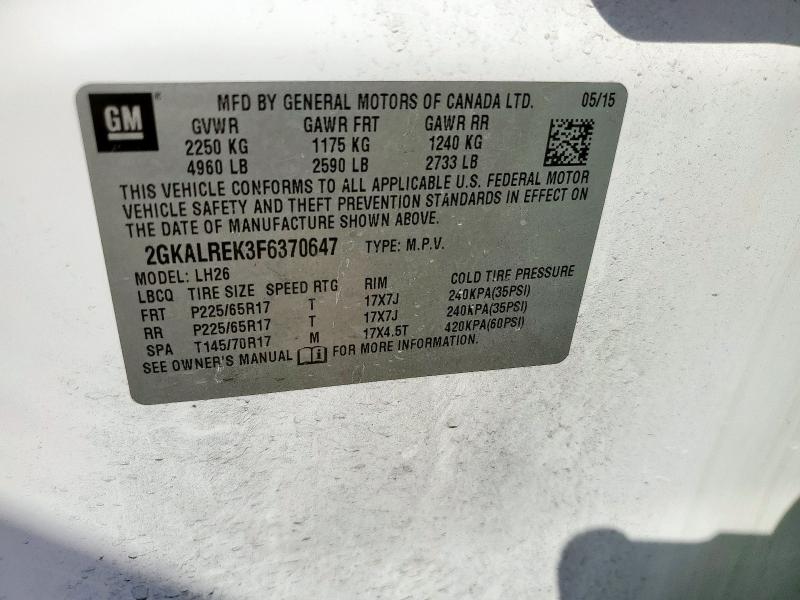 GM ® MFD BY GENERAL MOTORS OF CANADA LTD. 05/15
GVWR GAWR FRT GAWR RR
2250 KG 1175 KG 1240 KG
4960 LB 2590 LB 2733 LB
THIS VEHICLE CONFORMS TO ALL APPLICABLE U.S. FEDERAL MOTOR
VEHICLE SAFETY AND THEFT PREVENTION STANDARDS IN EFFECT ON
THE DATE OF MANUFACTURE SHOWN ABOVE.
2GKALREK3F6370647 TYPE: M.P.V.
MODEL: LH26
LBCQ TIRE SIZE SPEED RTG RIM COLD TIRE PRESSURE
FRT P225/65R17 T 17X7J 240KPA(35PSI)
RR P225/65R17 T 17X7J 240KPA(35PSI)
SPA T145/70R17 M 17X4.5T 420KPA(60PSI)
SEE OWNER'S MANUAL i FOR MORE INFORMATION.